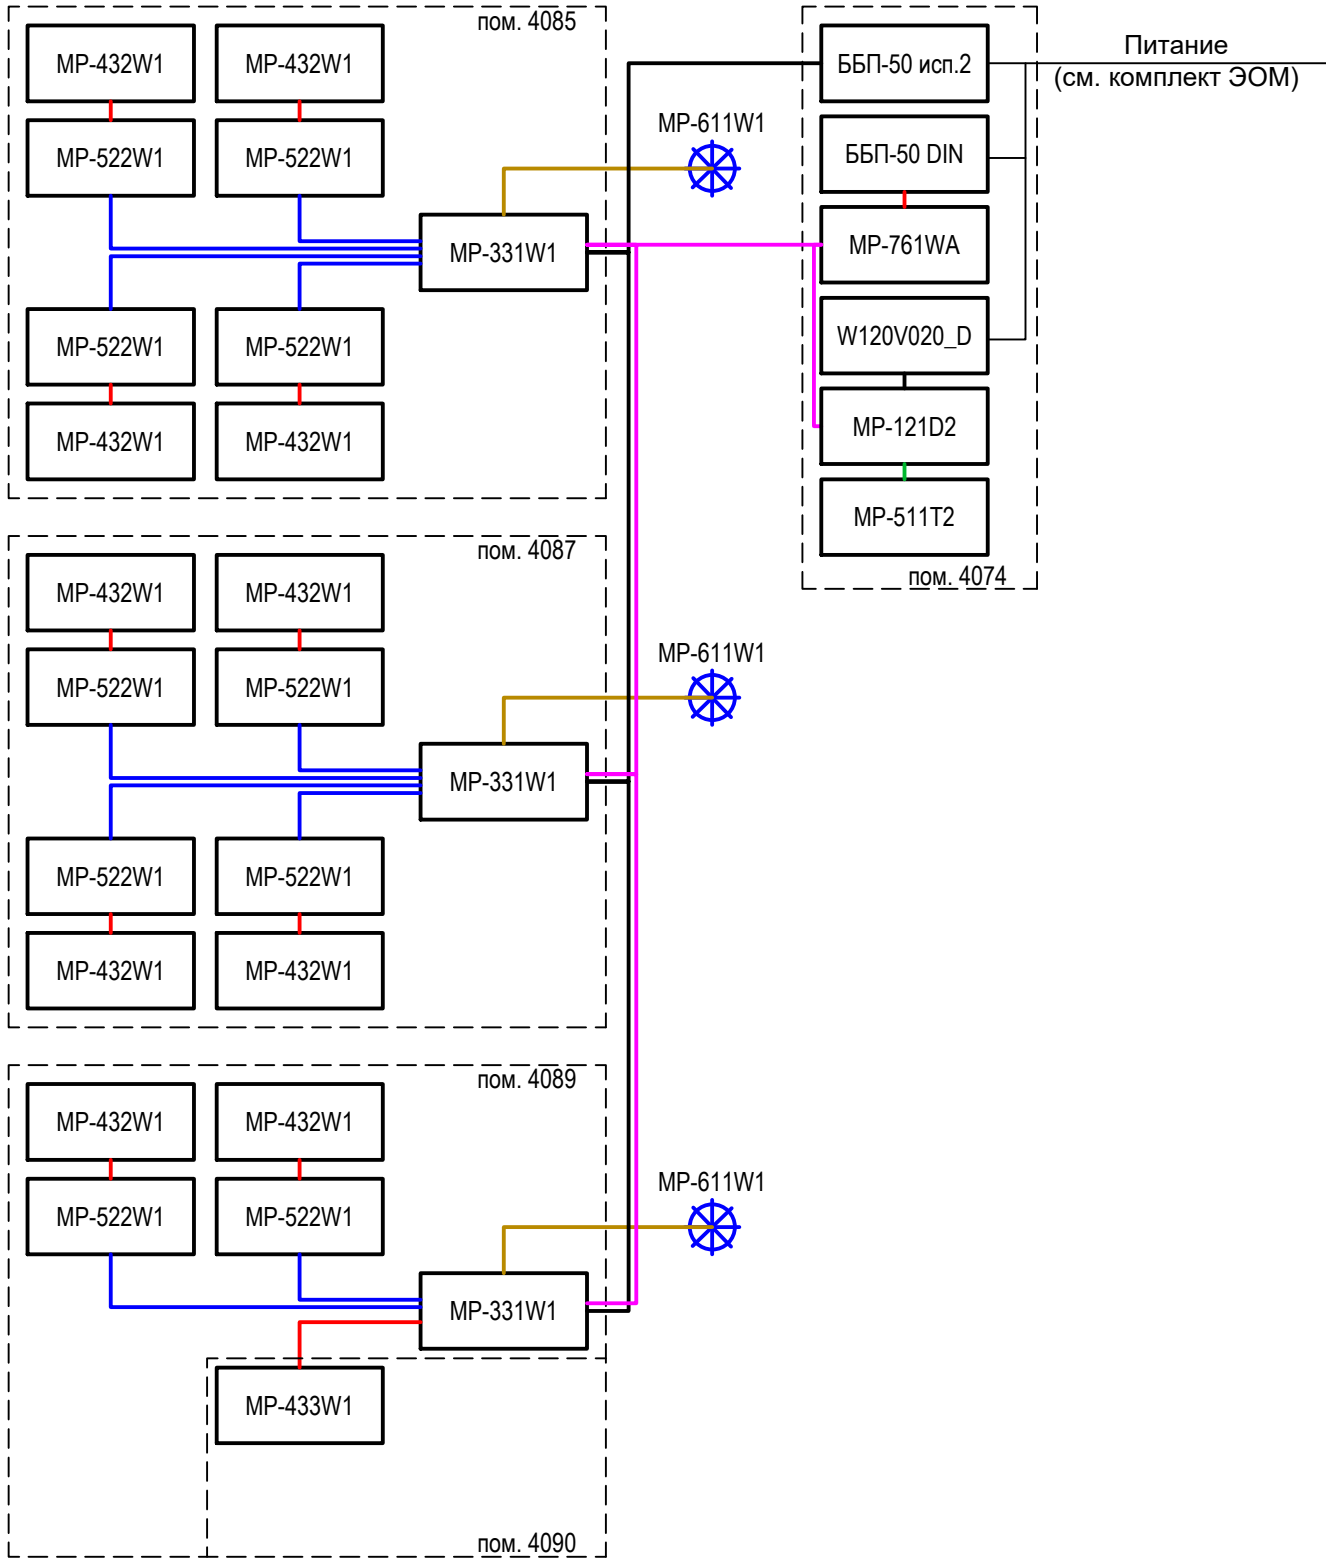 пом. 4085
МР-432W1
МР-432W1
МР-522W1
МР-522W1
МР-331W1
МР-522W1
МР-522W1
МР-432W1
МР-432W1
МР-611W1
ББП-50 исп.2
ББП-50 DIN
МР-761WA
W120V020_D
МР-121D2
МР-511Т2
пом. 4074
Питание
(см. комплект ЭОМ)
пом. 4087
МР-432W1
МР-432W1
МР-522W1
МР-522W1
МР-331W1
МР-522W1
МР-522W1
МР-432W1
МР-432W1
МР-611W1
пом. 4089
МР-432W1
МР-432W1
МР-522W1
МР-522W1
МР-331W1
МР-611W1
МР-433W1
пом. 4090